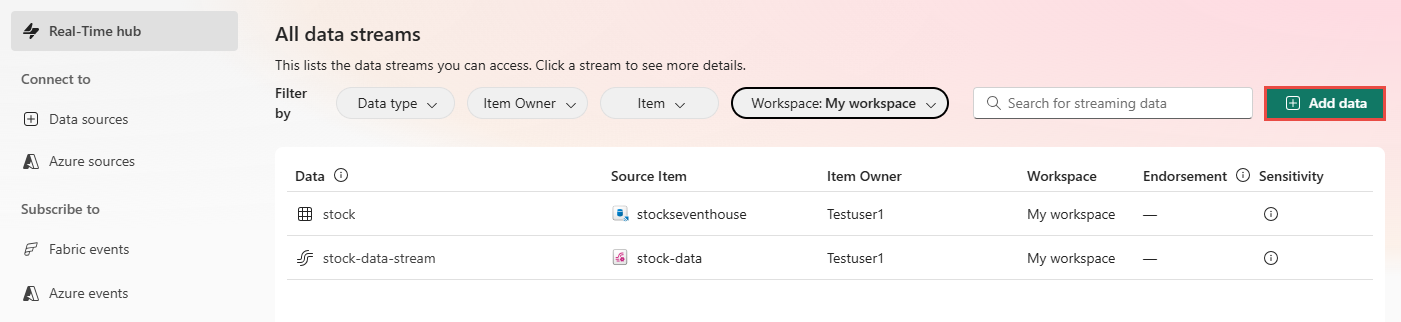 Real-Time hub
Connect to
Data sources
Azure sources
Subscribe to
Fabric events
Azure events
All data streams
This lists the data streams you can access. Click a stream to see more details.
Filter
by
Data type
Item Owner
Item
Workspace: My workspace
Search for streaming data
Add data
Data Source Item Item Owner Workspace Endorsement Sensitivity
stock stockseventhouse Testuser1 My workspace —
stock-data-stream stock-data Testuser1 My workspace —